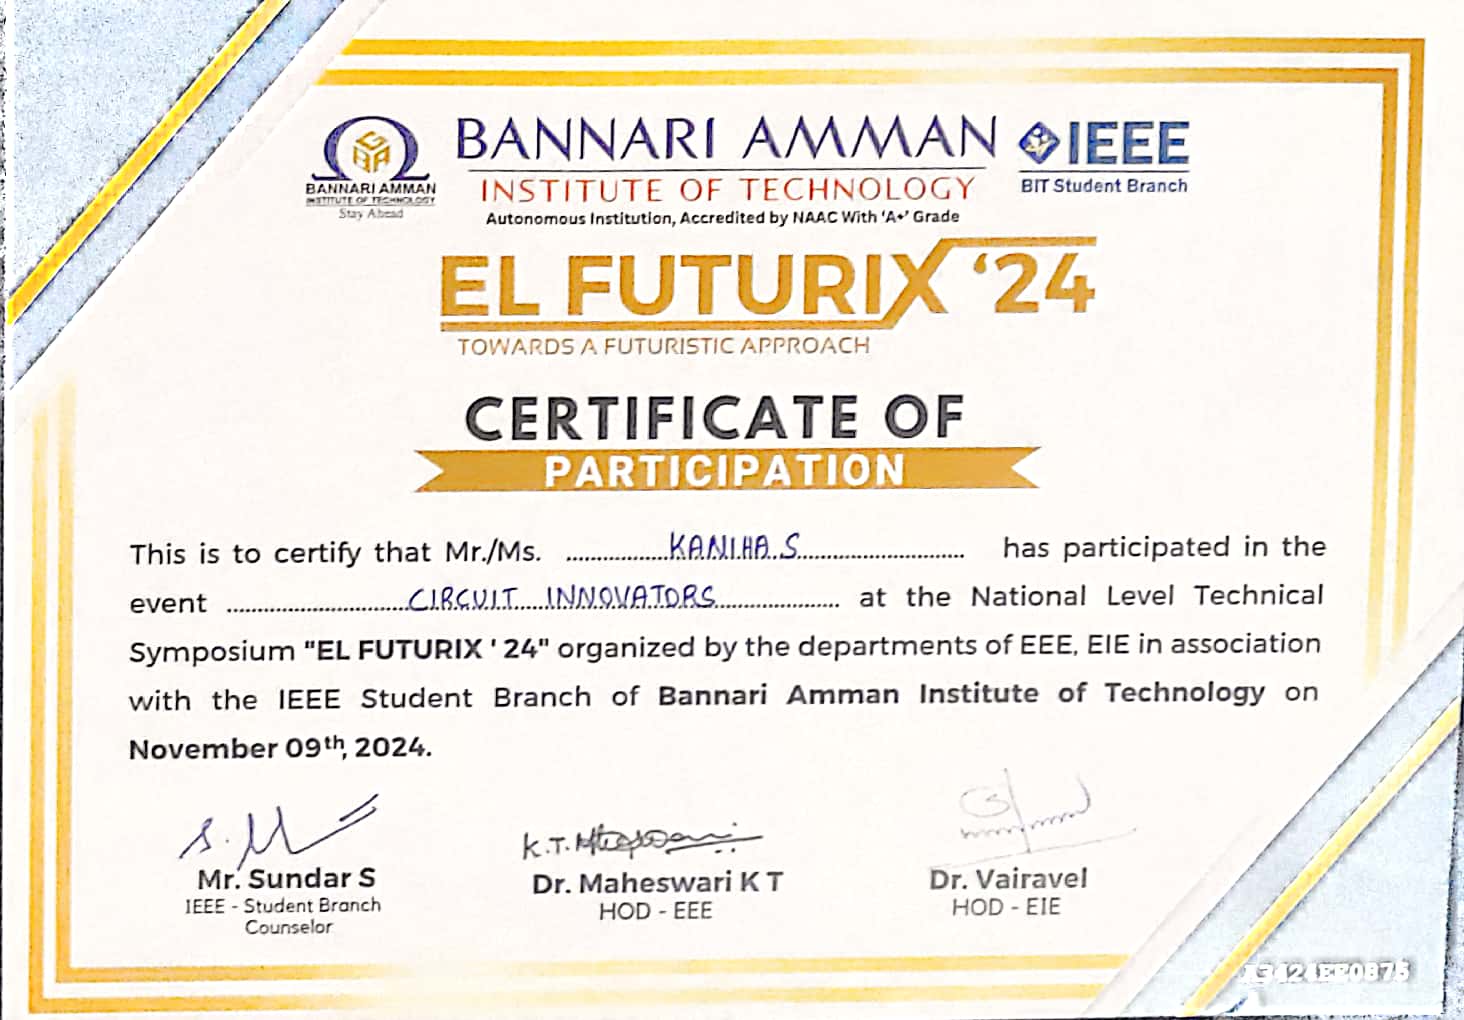 BANNARI AMMAN
INSTITUTE OF TECHNOLOGY
Stay Ahead
BANNARI AMMAN
INSTITUTE OF TECHNOLOGY
Autonomous Institution, Accredited by NAAC With 'A+' Grade
IEEE
BIT Student Branch
EL FUTURIX ‘24
TOWARDS A FUTURISTIC APPROACH
CERTIFICATE OF
PARTICIPATION
This is to certify that Mr./Ms. KANIHA S has participated in the
event CIRCUIT INNOVATORS at the National Level Technical
Symposium "EL FUTURIX ' 24" organized by the departments of EEE, EIE in association
with the IEEE Student Branch of Bannari Amman Institute of Technology on
November 09th, 2024.
Mr. Sundar S
IEEE - Student Branch
Counselor
K.T.
Dr. Maheswari K T
HOD - EEE
Dr. Vairavel
HOD - EIE